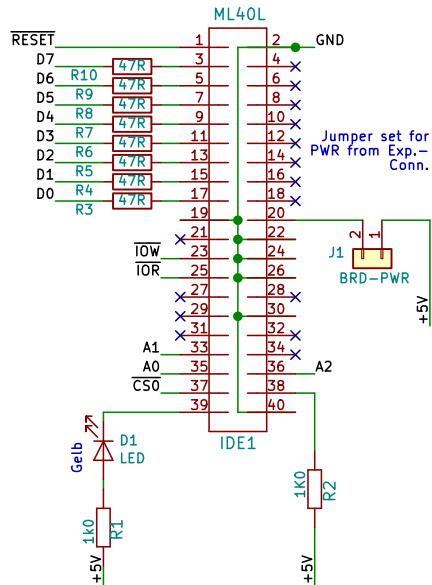 ML40L
RESET 1 2 GND
D7 47R 3 4
D6 R10 47R 5 6
D5 R9 47R 7 8
D4 R8 47R 9 10
D3 R7 47R 11 12
D2 R6 47R 13 14
D1 R5 47R 15 16
D0 R4 47R 17 18
R3
Jumper set for
PWR from Exp.-
Conn.
19 20
21 22
IOW 23 24
IOR 25 26
27 28
29 30
31 32
A1 33 34
A0 35 36 A2
CS0 37 38
39 40
IDE1
2 1
J1
BRD-PWR
+5V
Gelb
D1
LED
1k0 R1
+5V
1K0 R2
+5V